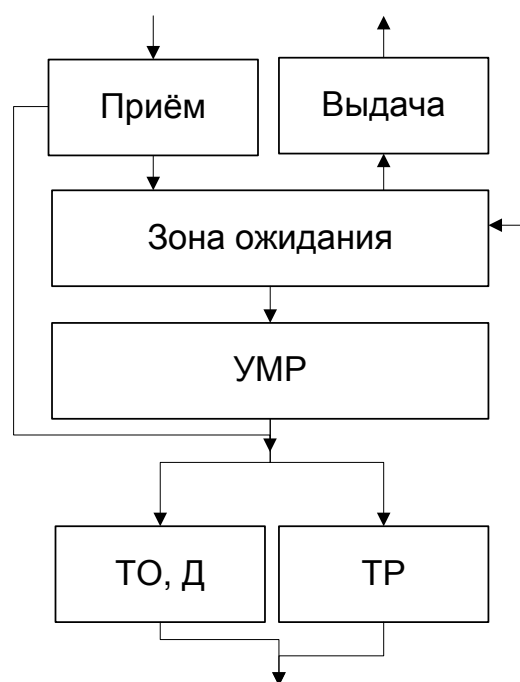 Приём
Выдача
Зона ожидания
УМР
ТО, Д
ТР